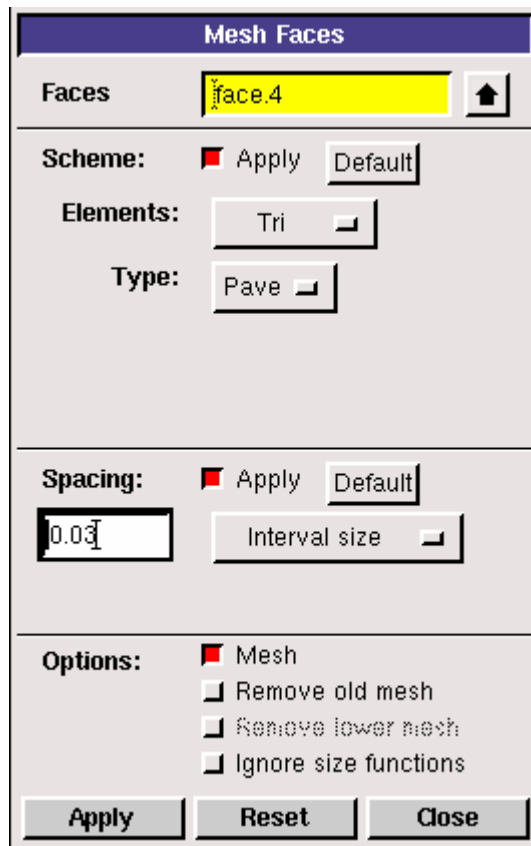 Mesh Faces
Faces face.4
Scheme: Apply Default
Elements: Tri
Type: Pave
Spacing: Apply Default
0.03 Interval size
Options: Mesh
Remove old mesh
Remove lower mesh
Ignore size functions
Apply Reset Close